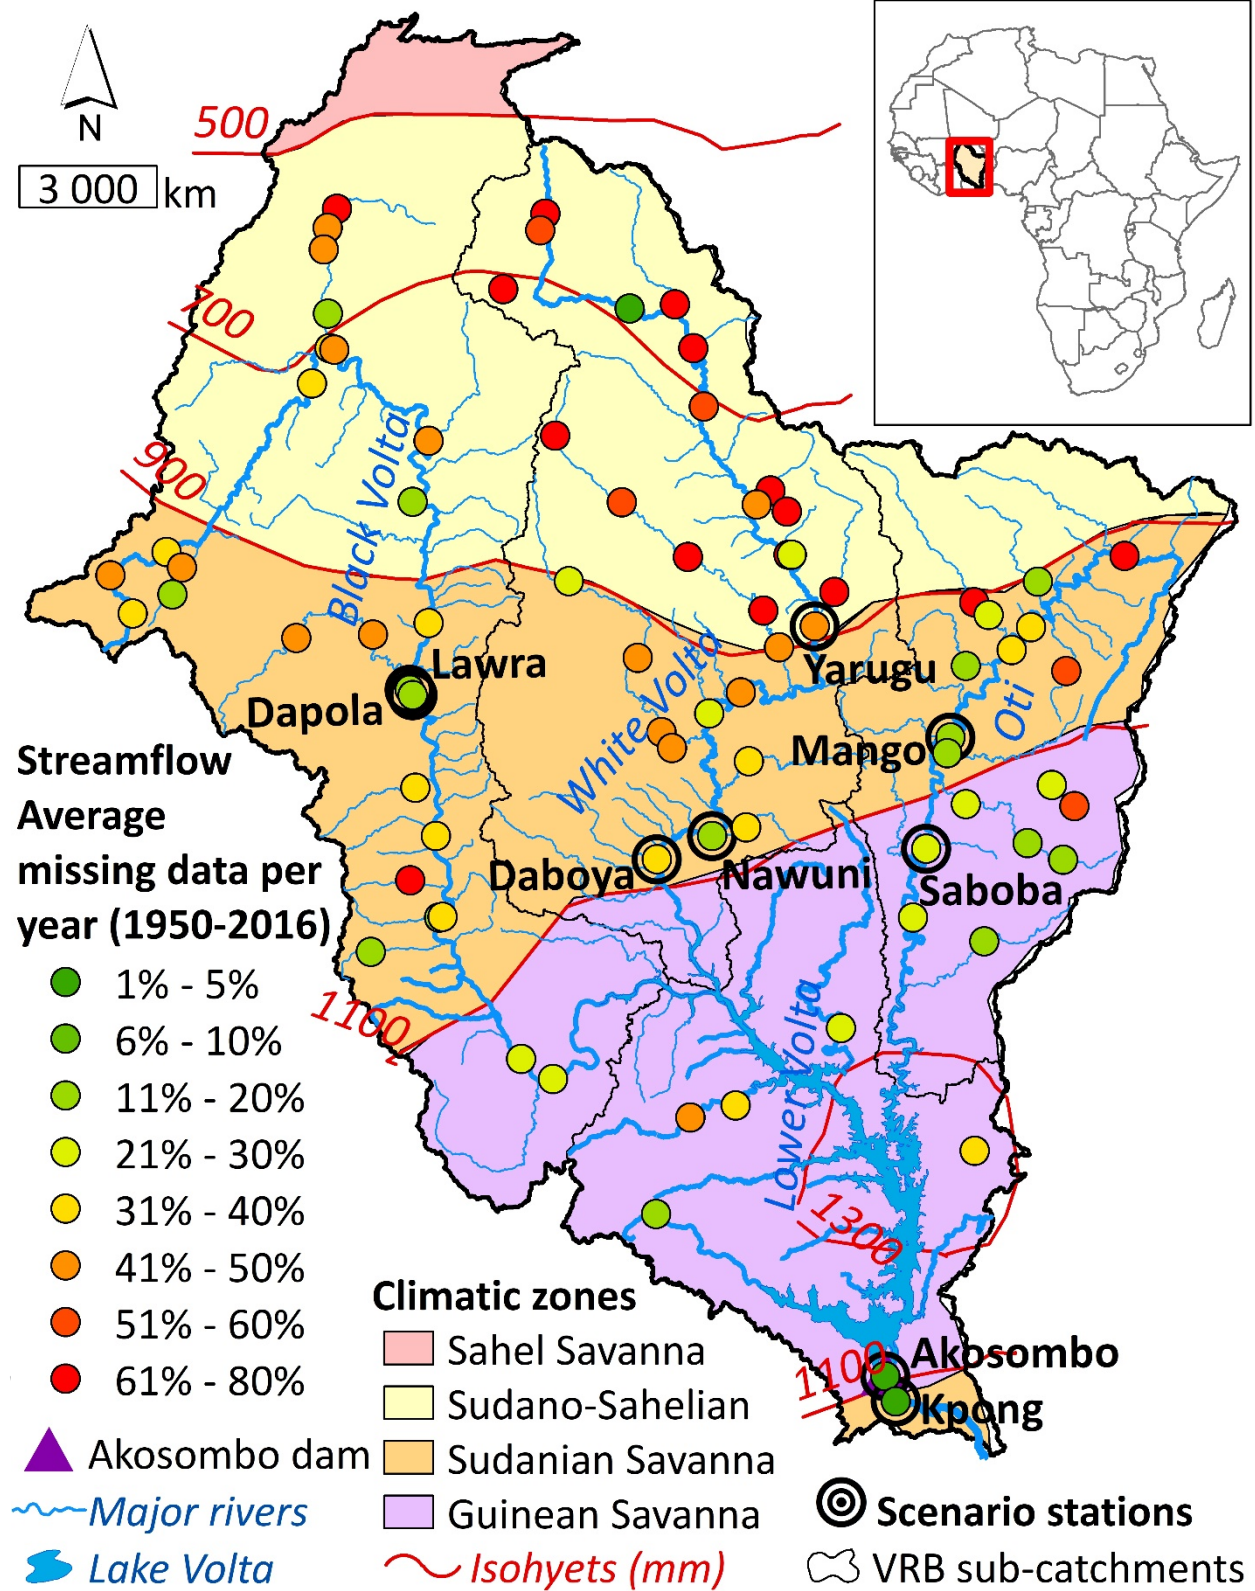 500
N
3 000 km
700
900
Black Volta
Lawra
Dapola
White Volta
Yarugu
Oti
Mango
Daboya
Nawuni
Saboba
1100
Lower Volta
1300
1100
Akosombo
Kpong
Streamflow
Average
missing data per
year (1950-2016)
1% - 5%
6% - 10%
11% - 20%
21% - 30%
31% - 40%
41% - 50%
51% - 60%
61% - 80%
Akosombo dam
Major rivers
Lake Volta
Climatic zones
Sahel Savanna
Sudano-Sahelian
Sudanian Savanna
Guinean Savanna
Isohyets (mm)
Scenario stations
VRB sub-catchments